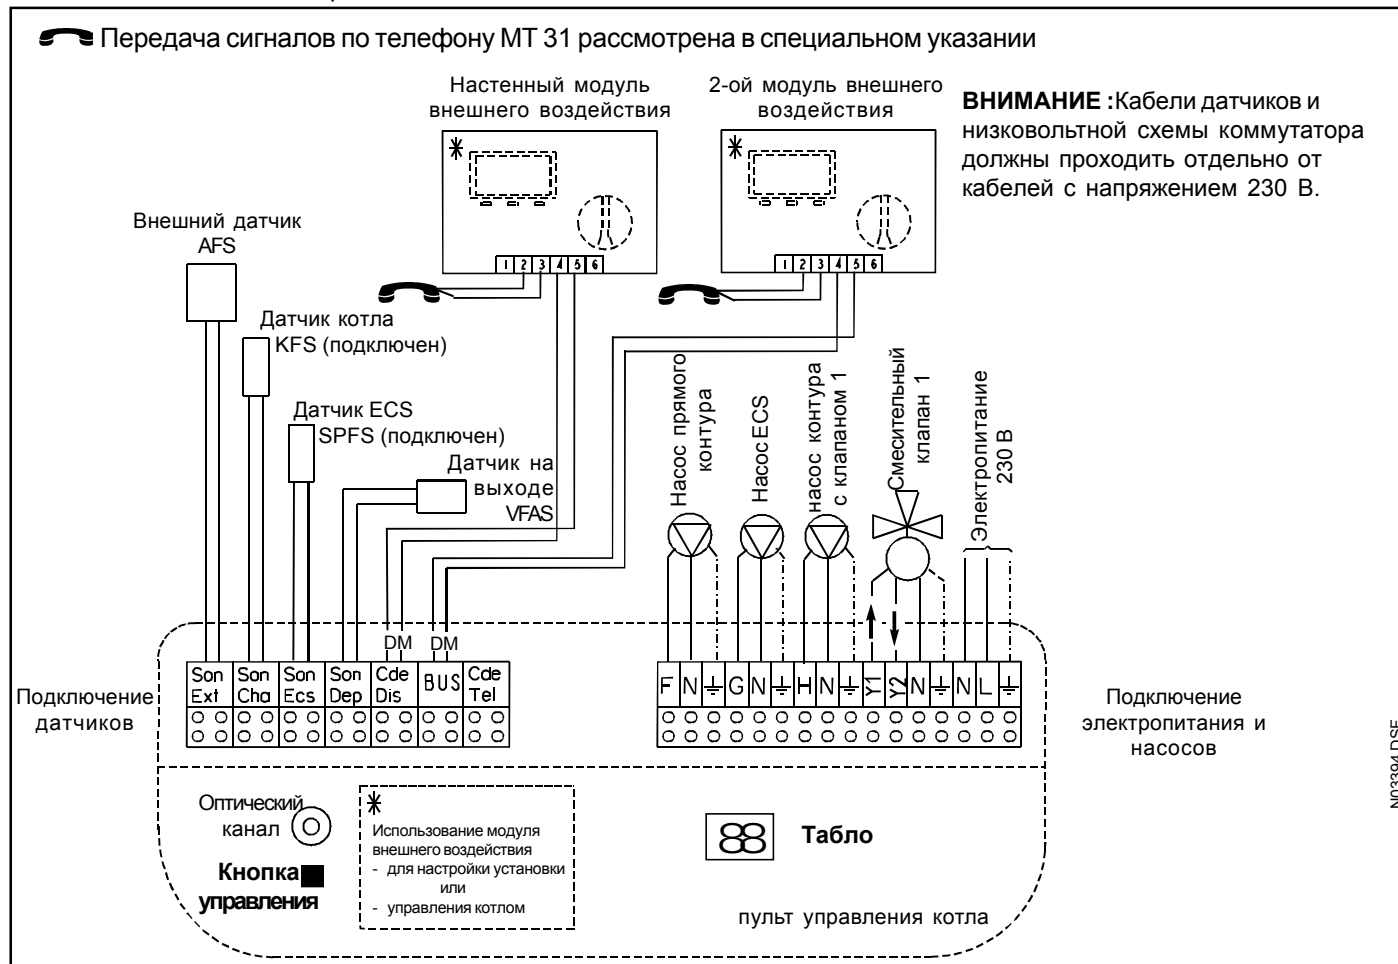 Передача сигналов по телефону МТ 31 рассмотрена в специальном указании
Настенный модуль
внешнего воздействия
2-ой модуль внешнего
воздействия
ВНИМАНИЕ :Кабели датчиков и
низковольтной схемы коммутатора
должны проходить отдельно от
кабелей с напряжением 230 В.
1 2 3 4 5 6
1 2 3 4 5 6
Внешний датчик
AFS
Датчик котла
KFS (подключен)
Датчик ECS
SPFS (подключен)
Датчик на
выходе
VFAS
Насос прямого
контура
Насос ECS
насос контура
с клапаном 1
Смесительный
клапан 1
Электропитание
230 В
DM
DM
Подключение
датчиков
Son
Ext
Son
Cha
Son
Ecs
Son
Dep
Cde
Dis
BUS
Cde
Tel
F N G N H N Y1 Y2 N N L
Подключение
электропитания и
насосов
N03394 DSF
Оптический
канал
Кнопка
управления
Использование модуля
внешнего воздействия
- для настройки установки
или
- управления котлом
88
Табло
пульт управления котла